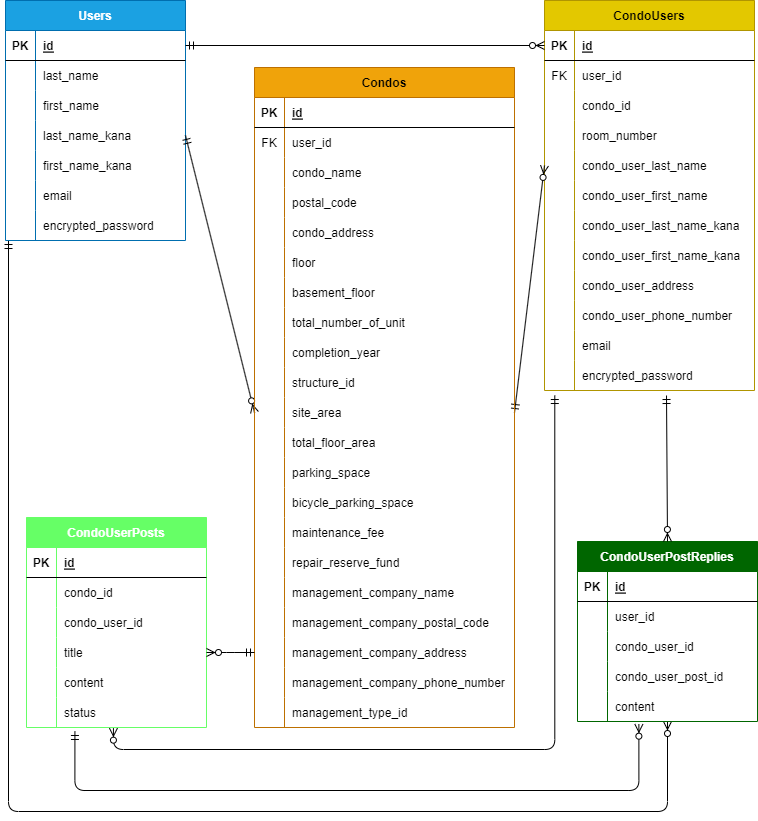 Users
PK id
last_name
first_name
last_name_kana
first_name_kana
email
encrypted_password
CondoUsers
PK id
FK user_id
condo_id
room_number
condo_user_last_name
condo_user_first_name
condo_user_last_name_kana
condo_user_first_name_kana
condo_user_address
condo_user_phone_number
email
encrypted_password
Condos
PK id
FK user_id
condo_name
postal_code
condo_address
floor
basement_floor
total_number_of_unit
completion_year
structure_id
site_area
total_floor_area
parking_space
bicycle_parking_space
maintenance_fee
repair_reserve_fund
management_company_name
management_company_postal_code
management_company_address
management_company_phone_number
management_type_id
CondoUserPosts
PK id
condo_id
condo_user_id
title
content
status
CondoUserPostReplies
PK id
user_id
condo_user_id
condo_user_post_id
content